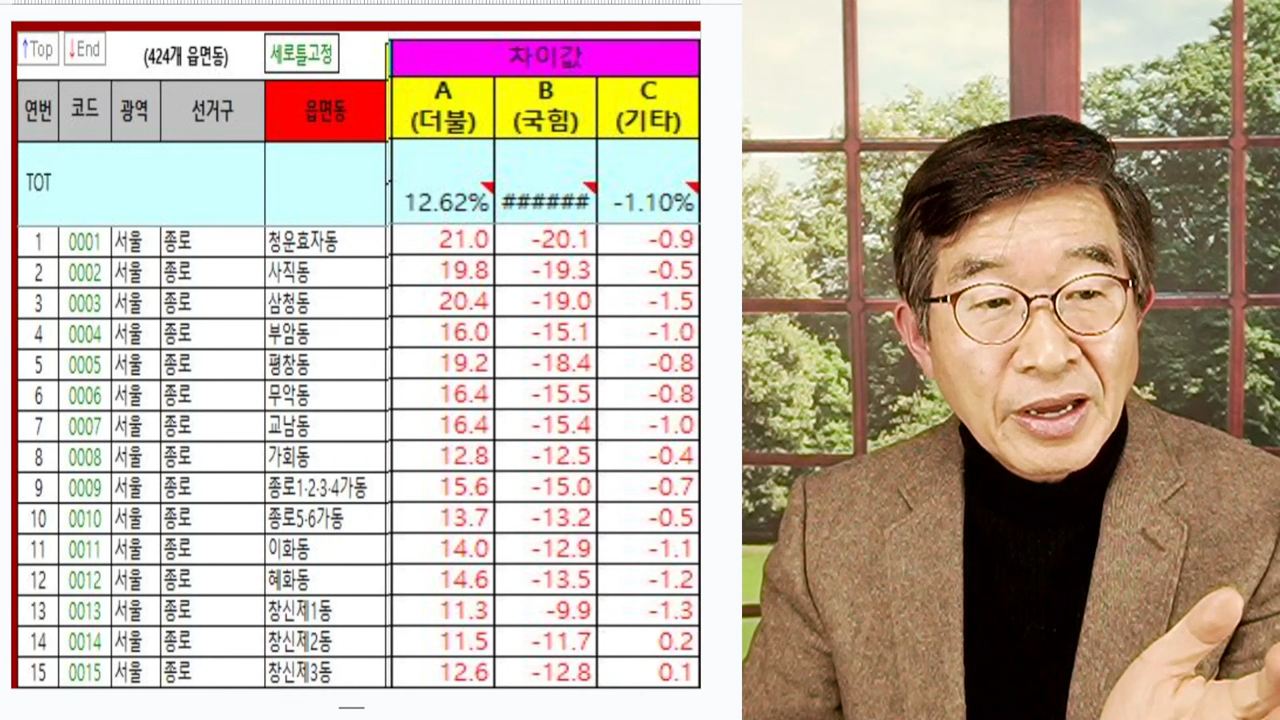 ↑Top ↓End (424개 읍면동) 세로틀고정 차이값
연번 코드 광역 선거구 읍면동 A (더불) B (국힘) C (기타)
TOT 12.62% ###### -1.10%
1 0001 서울 종로 청운효자동 21.0 -20.1 -0.9
2 0002 서울 종로 사직동 19.8 -19.3 -0.5
3 0003 서울 종로 삼청동 20.4 -19.0 -1.5
4 0004 서울 종로 부암동 16.0 -15.1 -1.0
5 0005 서울 종로 평창동 19.2 -18.4 -0.8
6 0006 서울 종로 무악동 16.4 -15.5 -0.8
7 0007 서울 종로 교남동 16.4 -15.4 -1.0
8 0008 서울 종로 가회동 12.8 -12.5 -0.4
9 0009 서울 종로 종로1·2·3·4가동 15.6 -15.0 -0.7
10 0010 서울 종로 종로5·6가동 13.7 -13.2 -0.5
11 0011 서울 종로 이화동 14.0 -12.9 -1.1
12 0012 서울 종로 혜화동 14.6 -13.5 -1.2
13 0013 서울 종로 창신제1동 11.3 -9.9 -1.3
14 0014 서울 종로 창신제2동 11.5 -11.7 0.2
15 0015 서울 종로 창신제3동 12.6 -12.8 0.1